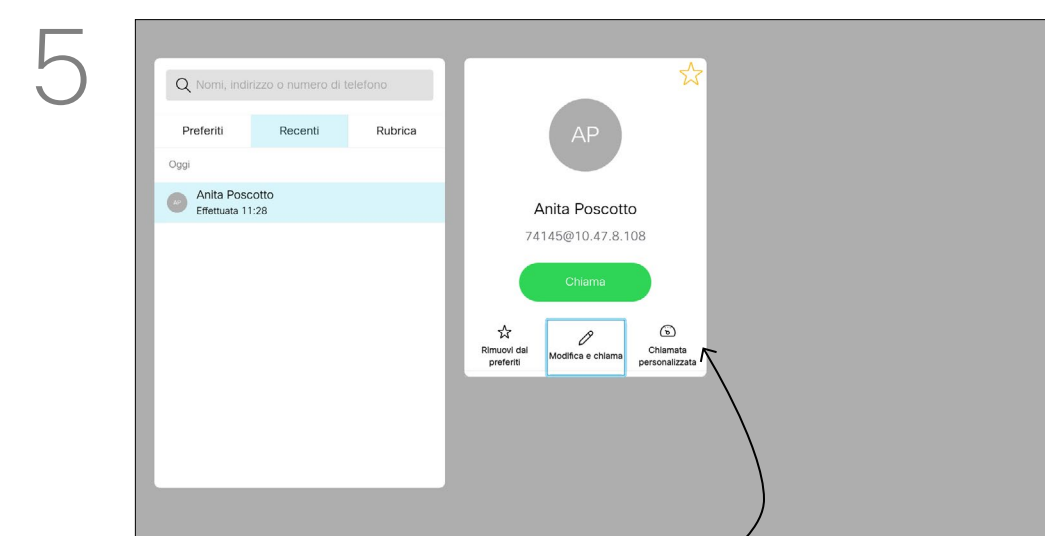 5
Nomi, indirizzo o numero di telefono
Preferiti Recenti Rubrica
Oggi
AP Anita Poscotto
Effettuata 11:28
AP
Anita Poscotto
74145@10.47.8.108
Chiama
Rimuovi dai
preferiti
Modifica e chiama
Chiamata
personalizzata